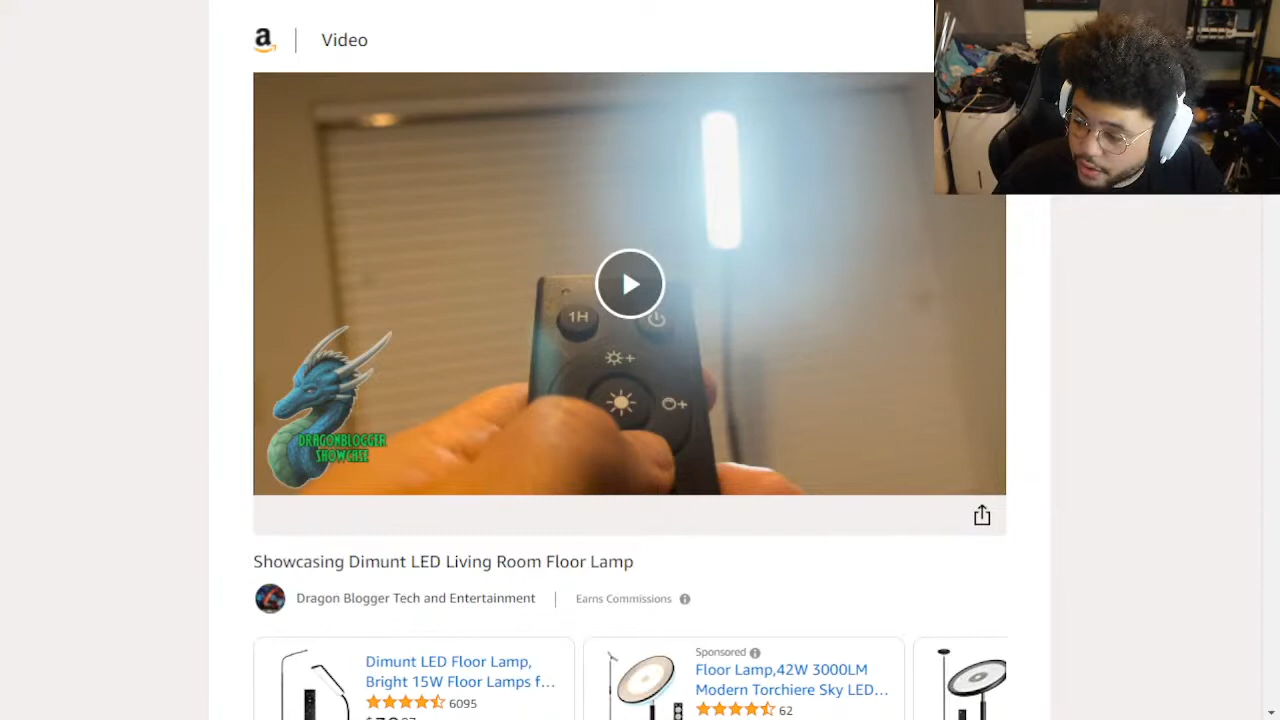 a
Video
1H
DRAGONBLOGGER
SHOWCASE
Showcasing Dimunt LED Living Room Floor Lamp
Dragon Blogger Tech and Entertainment
Earns Commissions
Dimunt LED Floor Lamp,
Bright 15W Floor Lamps f...
6095
Sponsored
Floor Lamp,42W 3000LM
Modern Torchiere Sky LED...
62